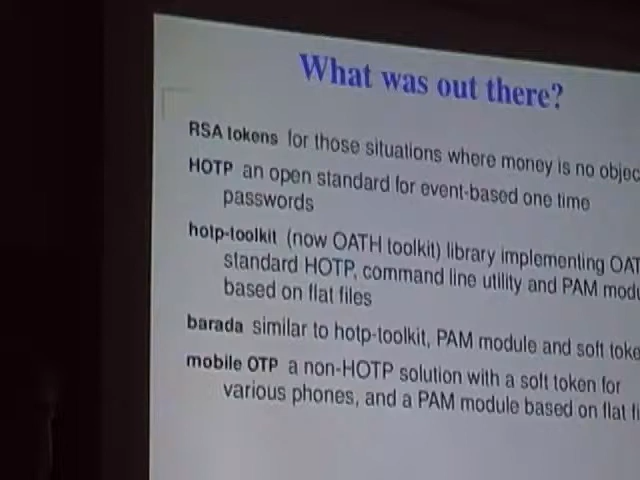 What was out there?
RSA tokens for those situations where money is no objec
HOTP an open standard for event-based one time
passwords
hotp-toolkit (now OATH toolkit) library implementing OAT
standard HOTP, command line utility and PAM modu
based on flat files
barada similar to hotp-toolkit, PAM module and soft toke
mobile OTP a non-HOTP solution with a soft token for
various phones, and a PAM module based on flat fi